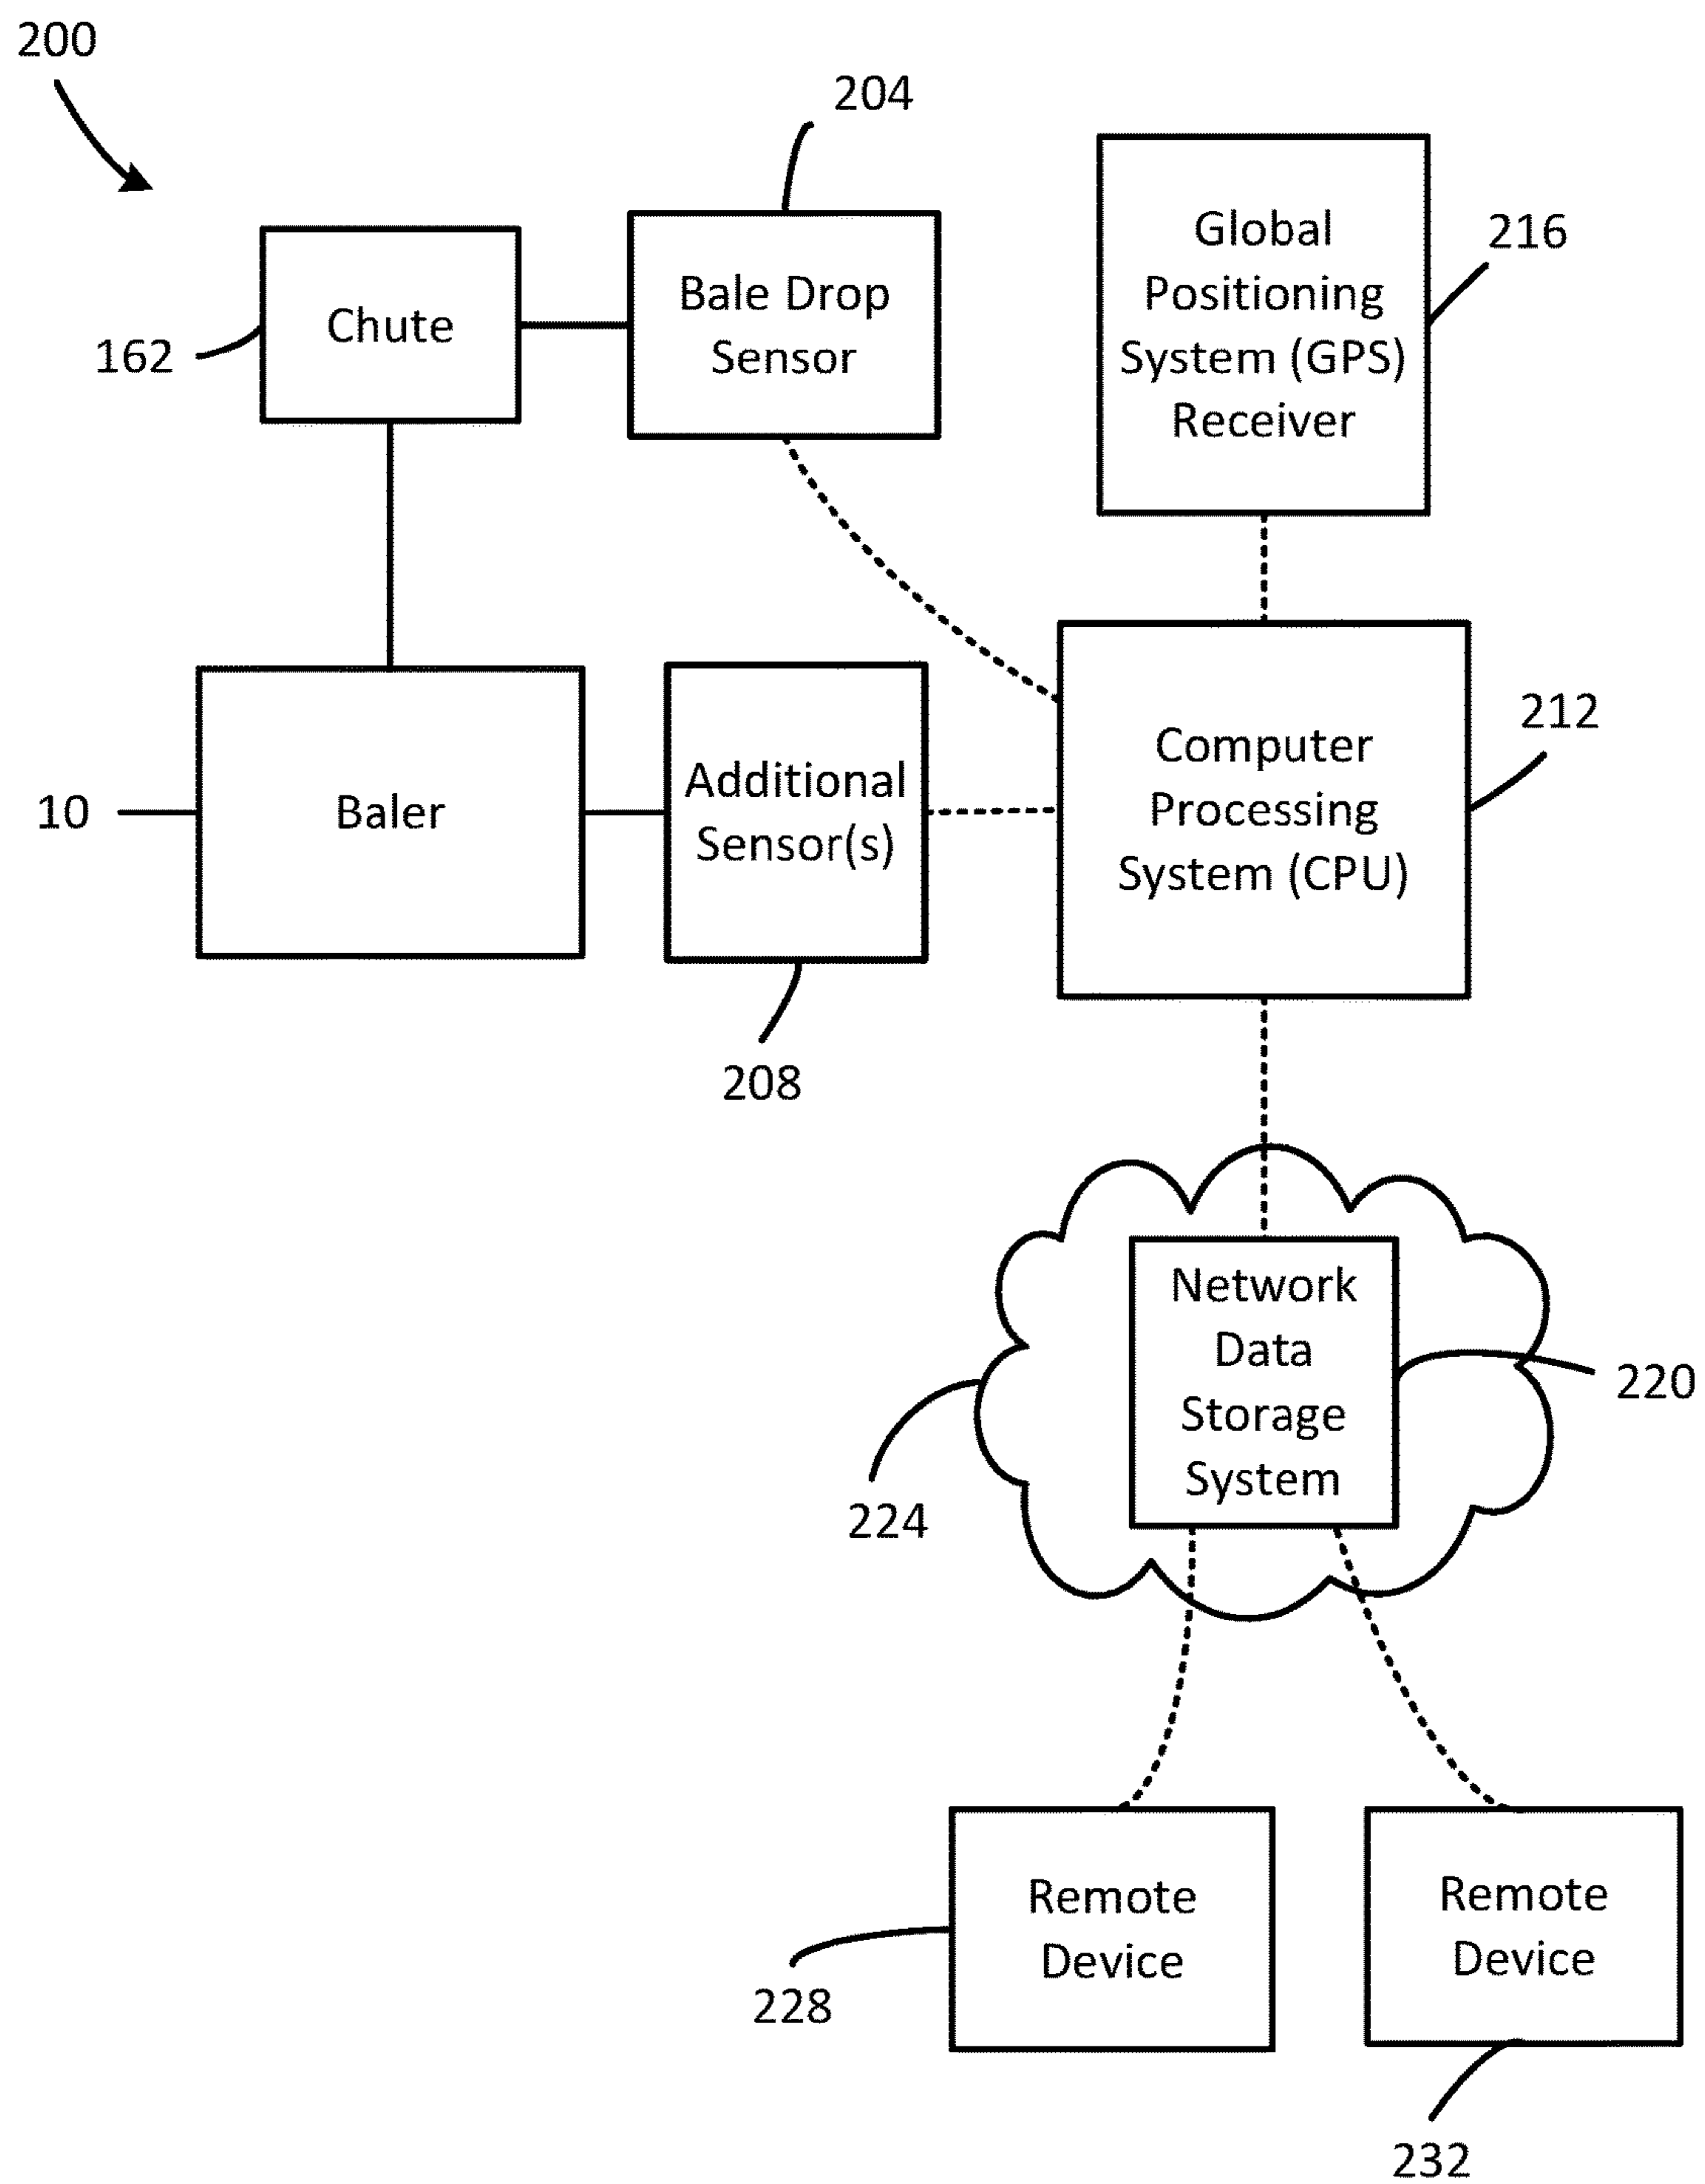 200
204
Global
Positioning
System (GPS)
Receiver
216
Bale Drop
Sensor
Chute
162
212
Computer
Processing
System (CPU)
Additional
Sensor(s)
10
Baler
208
Network
Data
Storage
System
220
224
Remote
Device
Remote
Device
228
232